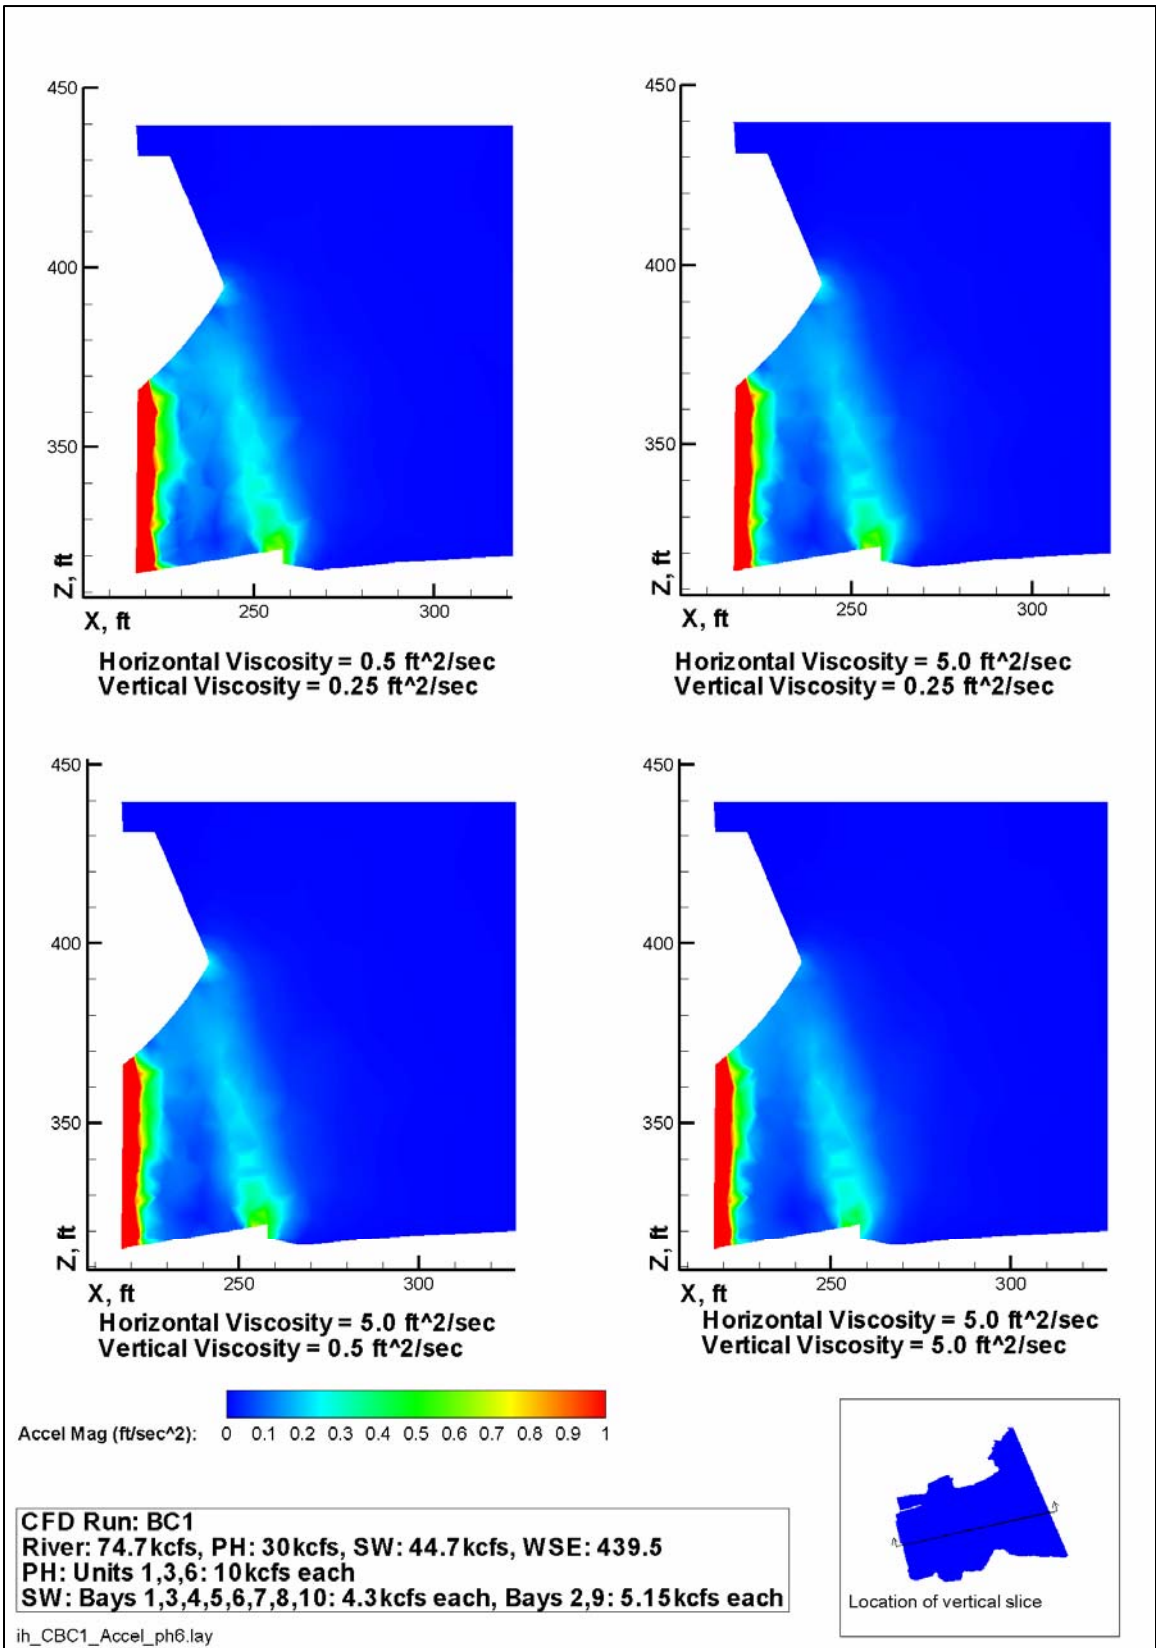 450
400
350
Z, ft
250
300
X, ft
Horizontal Viscosity = 0.5 ft^2/sec
Vertical Viscosity = 0.25 ft^2/sec
450
400
350
Z, ft
250
300
X, ft
Horizontal Viscosity = 5.0 ft^2/sec
Vertical Viscosity = 0.25 ft^2/sec
450
400
350
Z, ft
250
300
X, ft
Horizontal Viscosity = 5.0 ft^2/sec
Vertical Viscosity = 0.5 ft^2/sec
450
400
350
Z, ft
250
300
X, ft
Horizontal Viscosity = 5.0 ft^2/sec
Vertical Viscosity = 5.0 ft^2/sec
Accel Mag (ft/sec^2): 0 0.1 0.2 0.3 0.4 0.5 0.6 0.7 0.8 0.9 1
CFD Run: BC1
River: 74.7kcfs, PH: 30kcfs, SW: 44.7kcfs, WSE: 439.5
PH: Units 1,3,6: 10kcfs each
SW: Bays 1,3,4,5,6,7,8,10: 4.3kcfs each, Bays 2,9: 5.15kcfs each
A
A
Location of vertical slice
ih_CBC1_Accel_ph6.lay